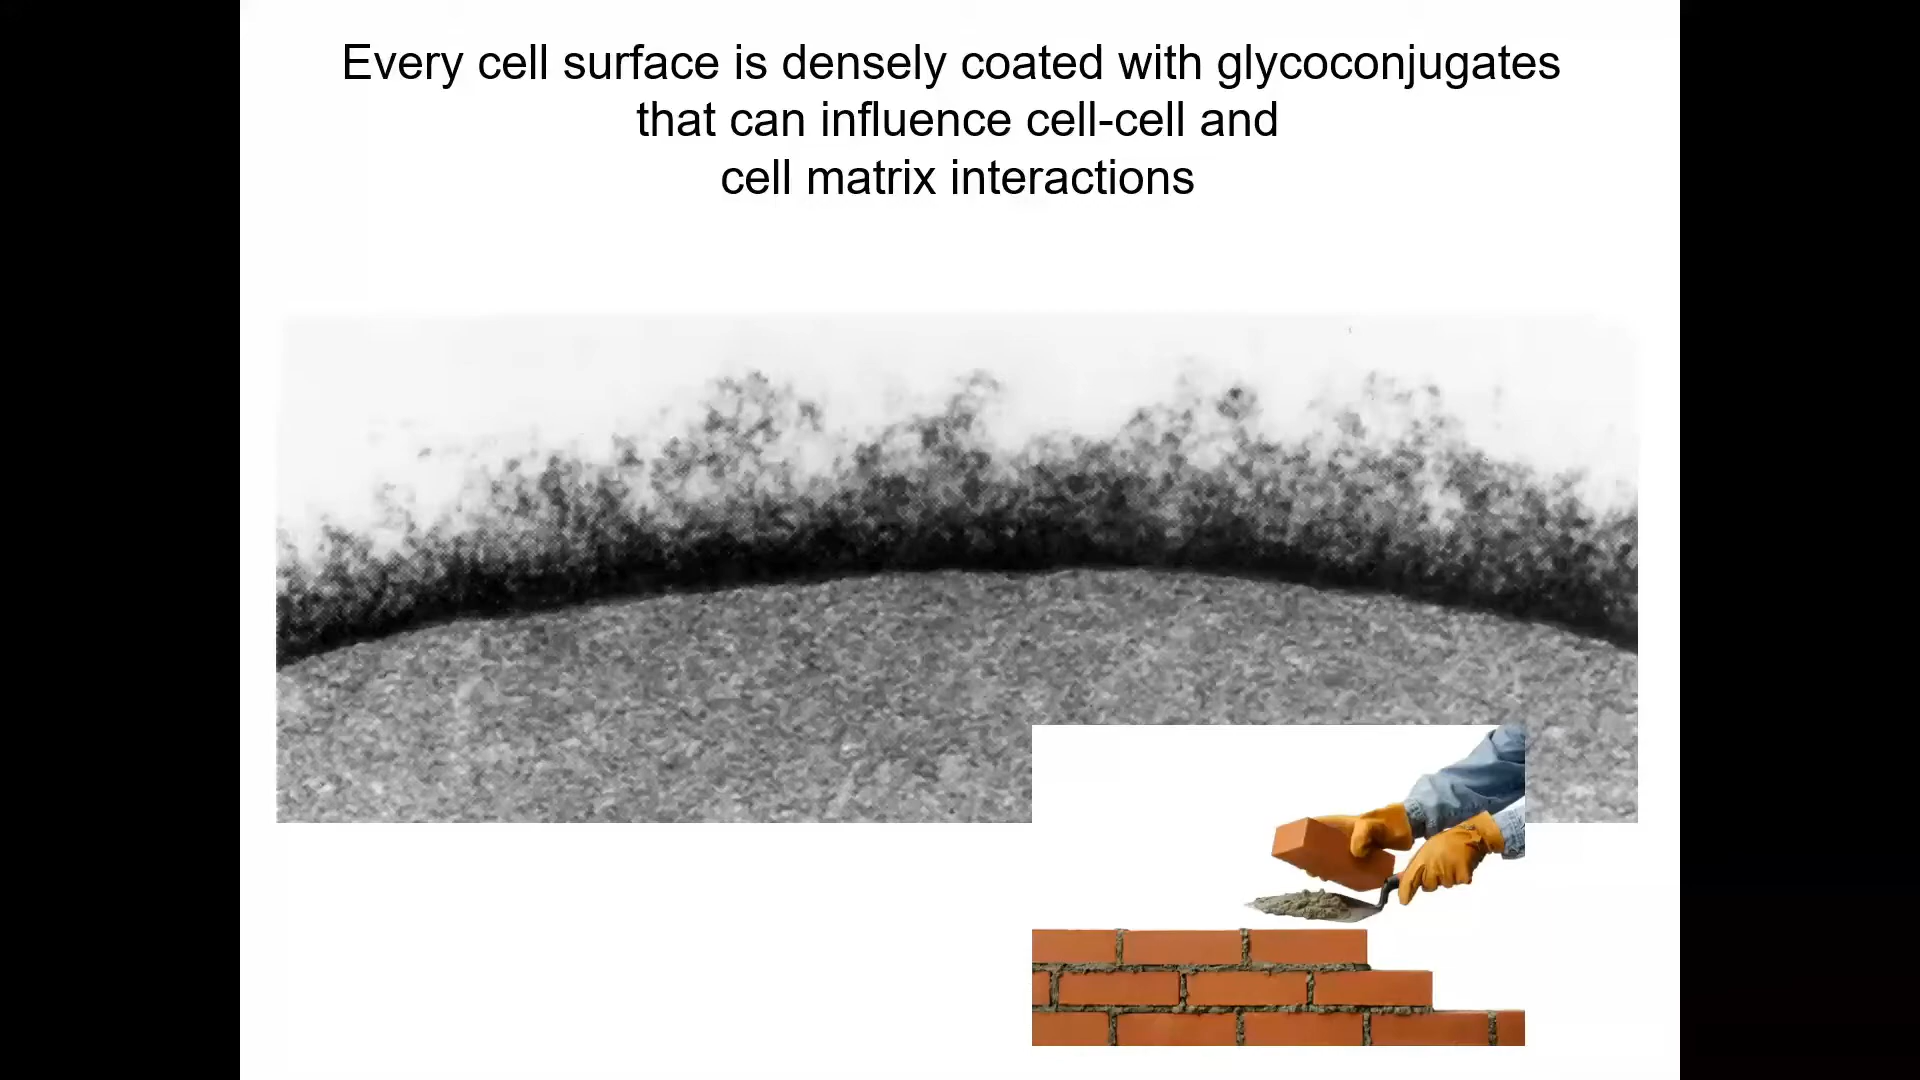 Every cell surface is densely coated with glycoconjugates
that can influence cell-cell and
cell matrix interactions